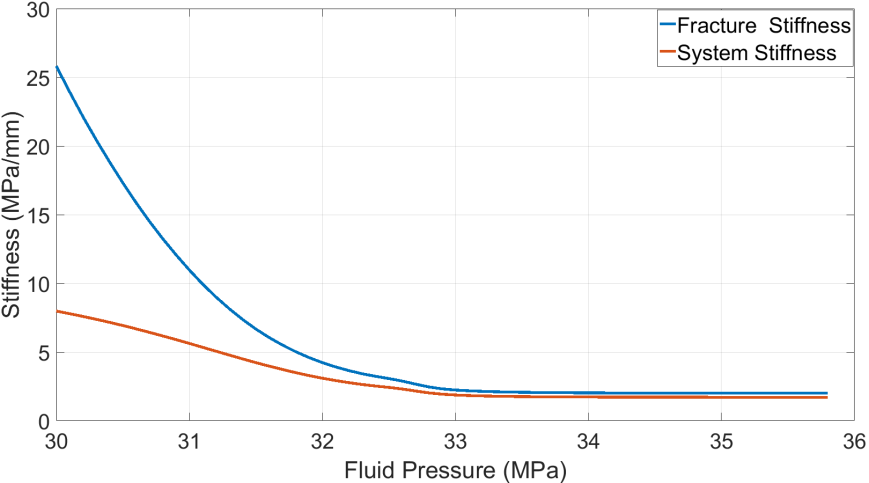 30
25
20
15
10
5
0
Stiffness (MPa/mm)
Fracture  Stiffness
System Stiffness
30 31 32 33 34 35 36
Fluid Pressure (MPa)